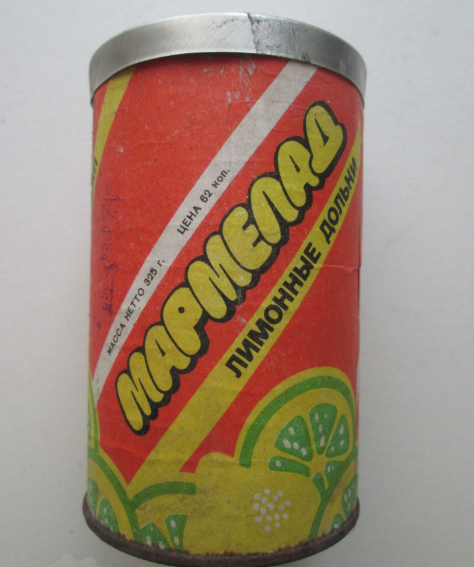 МАССА НЕТТО 325 г. ЦЕНА 62 коп.
МАРМЕЛАД
ЛИМОННЫЕ ДОЛЬКИ